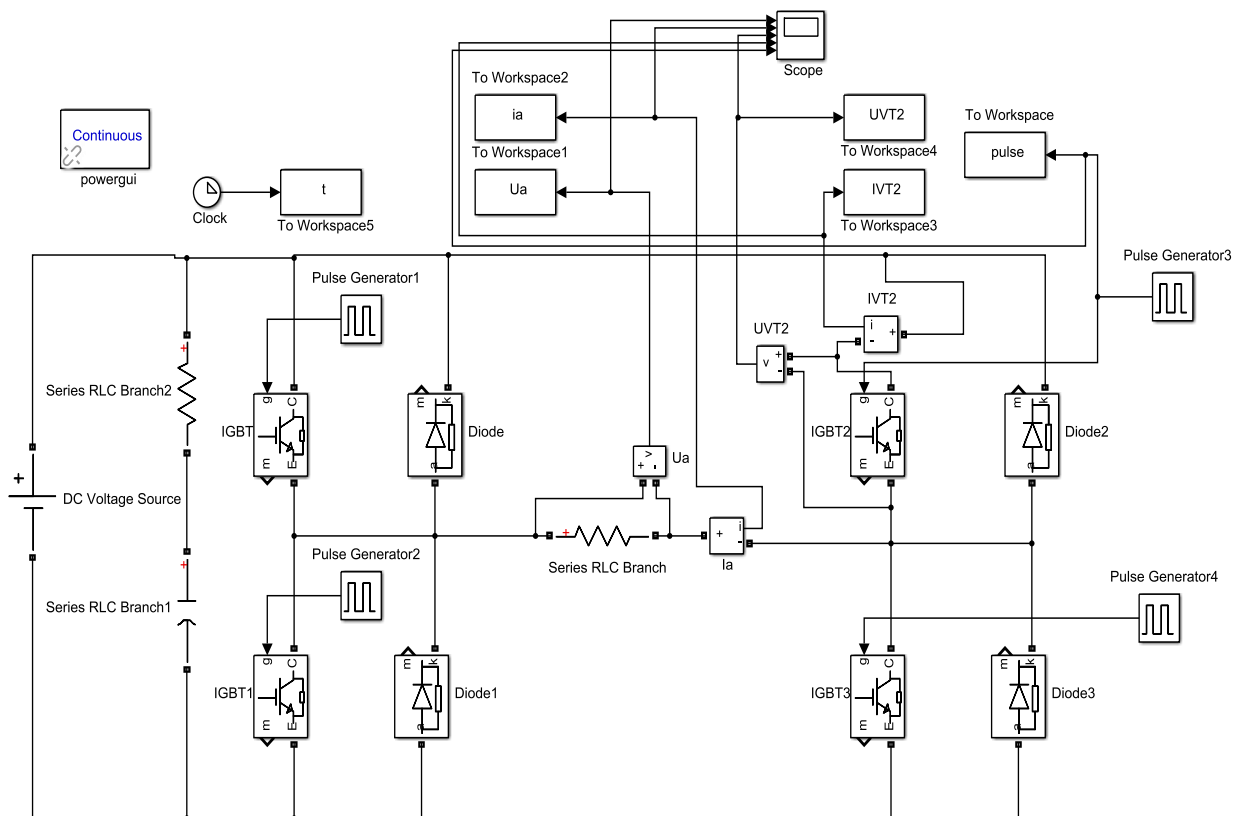 Scope
To Workspace2
ia
To Workspace1
Ua
UVT2
To Workspace4
IVT2
To Workspace3
To Workspace
pulse
Continuous
powergui
Clock
t
To Workspace5
Pulse Generator1
Pulse Generator3
IVT2
i
+
-
UVT2
v
+
-
Series RLC Branch2
+
g
C
IGBT
m
E
m
k
Diode
a
g
C
IGBT2
m
E
m
k
Diode2
a
+
DC Voltage Source
v
+
-
Ua
+
Series RLC Branch
+
i
-
Ia
Pulse Generator2
Pulse Generator4
+
Series RLC Branch1
g
C
IGBT1
m
E
m
k
Diode1
a
g
C
IGBT3
m
E
m
k
Diode3
a